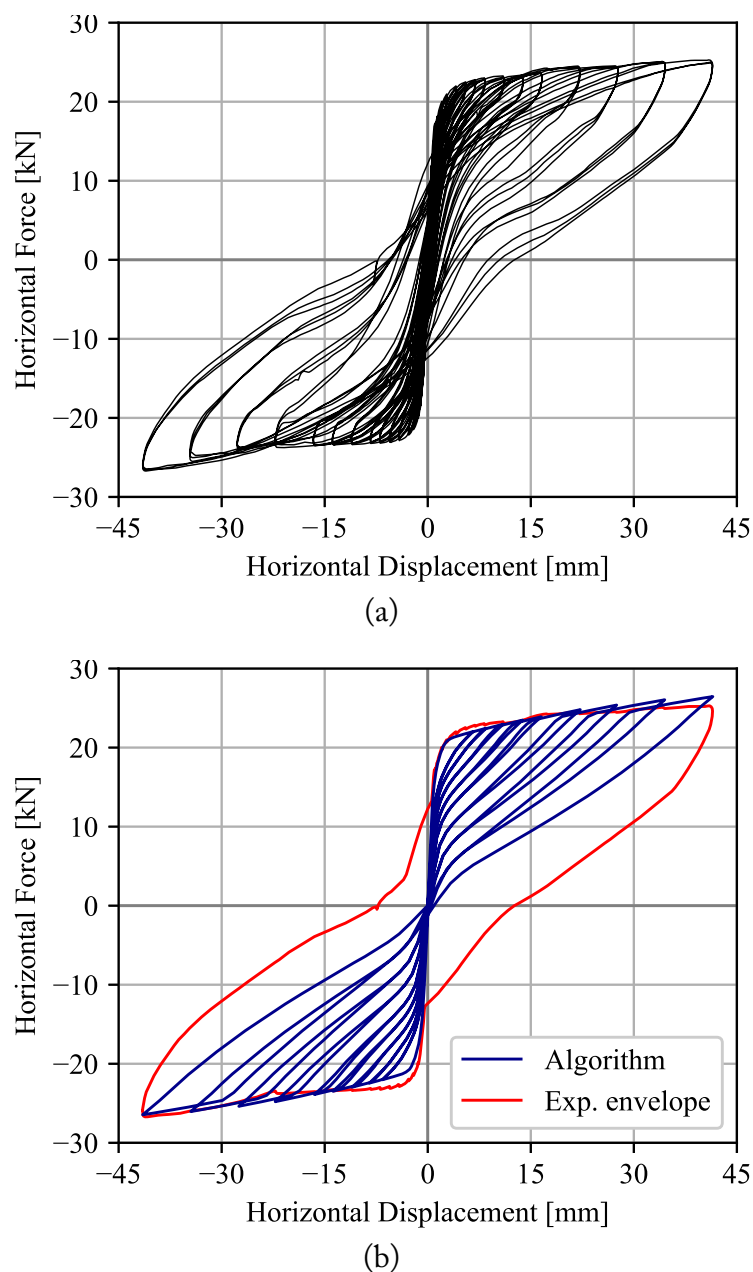 30
20
10
0
−10
−20
−30
Horizontal Force [kN]
−45 −30 −15 0 15 30 45
Horizontal Displacement [mm]
(a)
30
20
10
0
−10
−20
−30
Horizontal Force [kN]
Algorithm
Exp. envelope
−45 −30 −15 0 15 30 45
Horizontal Displacement [mm]
(b)